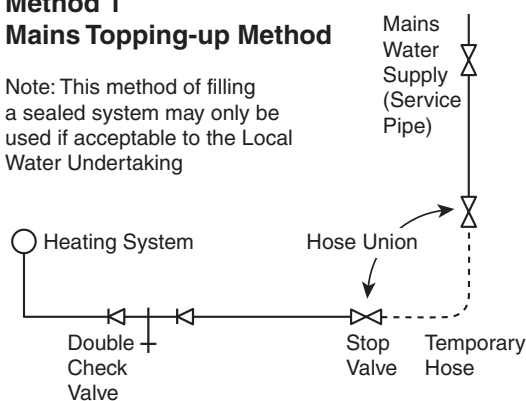 Method 1
Mains Topping-up Method
Note: This method of filling
a sealed system may only be
used if acceptable to the Local
Water Undertaking
Mains
Water
Supply
(Service
Pipe)
Heating System
Hose Union
Double
Check
Valve
Stop
Valve
Temporary
Hose